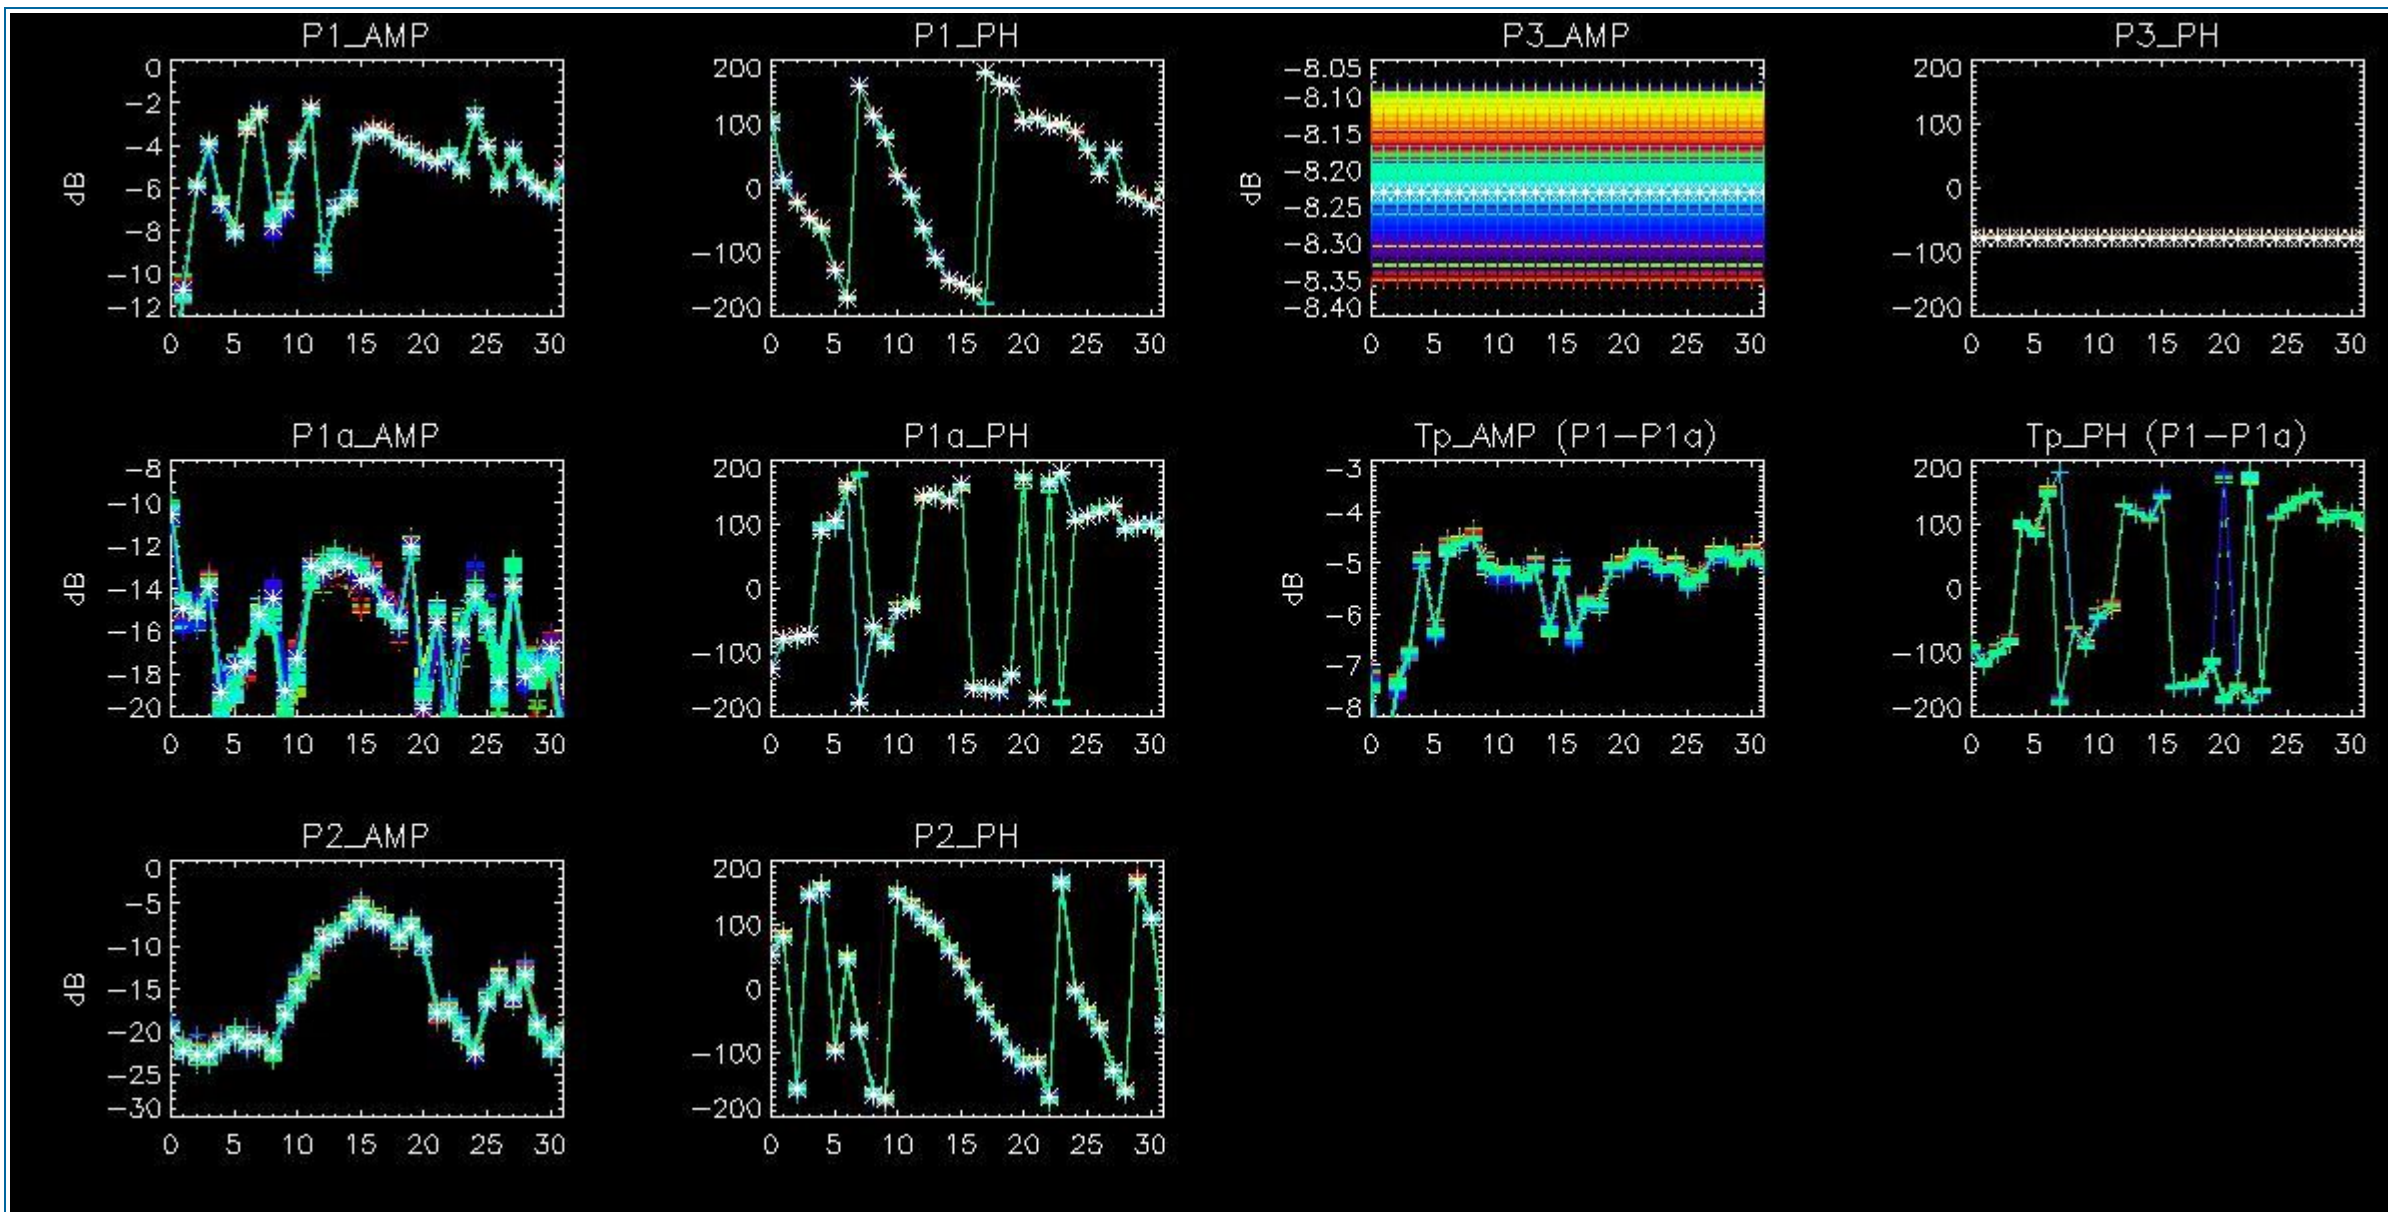 P1_AMP P1_PH P3_AMP P3_PH
0 200 -8.05 200
-2 100 -8.10 100
-4 0 -8.15 0
-6 -100 -8.20 -100
-8 -200 -8.25 -200
-10 -8.30
-12 -8.35
-8.40
dB dB
0 5 10 15 20 25 30 0 5 10 15 20 25 30 0 5 10 15 20 25 30 0 5 10 15 20 25 30
P1a_AMP P1a_PH Tp_AMP (P1-P1a) Tp_PH (P1-P1a)
-8 200 -3 200
-10 100 -4 100
-12 0 -5 0
-14 -100 -6 -100
-16 -200 -7 -200
-18 -8
-20
dB dB
0 5 10 15 20 25 30 0 5 10 15 20 25 30 0 5 10 15 20 25 30 0 5 10 15 20 25 30
P2_AMP P2_PH
0 200
-5 100
-10 0
-15 -100
-20 -200
-25
-30
dB
0 5 10 15 20 25 30 0 5 10 15 20 25 30